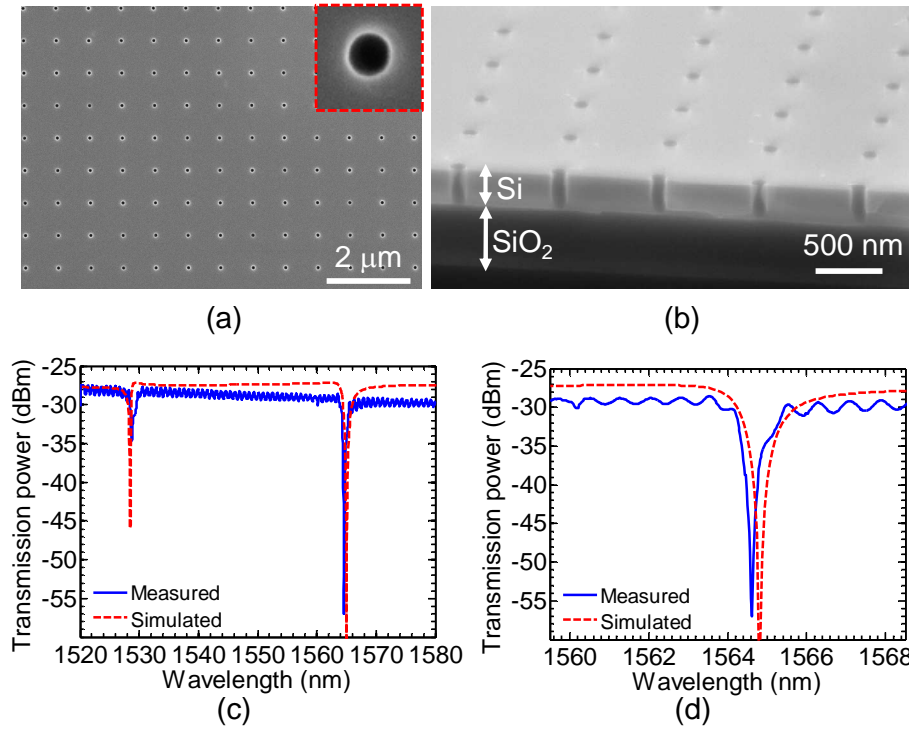 2 μm
(a)
Si
SiO2
500 nm
(b)
Transmission power (dBm)
-25
-30
-35
-40
-45
-50
-55
Measured
Simulated
1520 1530 1540 1550 1560 1570 1580
Wavelength (nm)
(c)
Transmission power (dBm)
-25
-30
-35
-40
-45
-50
-55
Measured
Simulated
1560 1562 1564 1566 1568
Wavelength (nm)
(d)